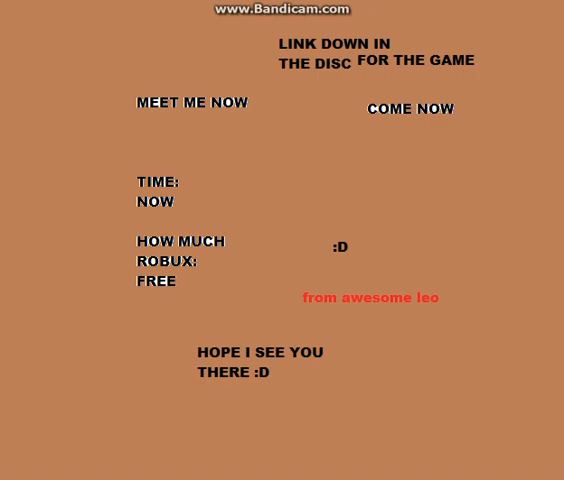 www.Bandicam.com
LINK DOWN IN
THE DISC FOR THE GAME
MEET ME NOW
COME NOW
TIME:
NOW
HOW MUCH
ROBUX:
FREE
:D
from awesome leo
HOPE I SEE YOU
THERE :D